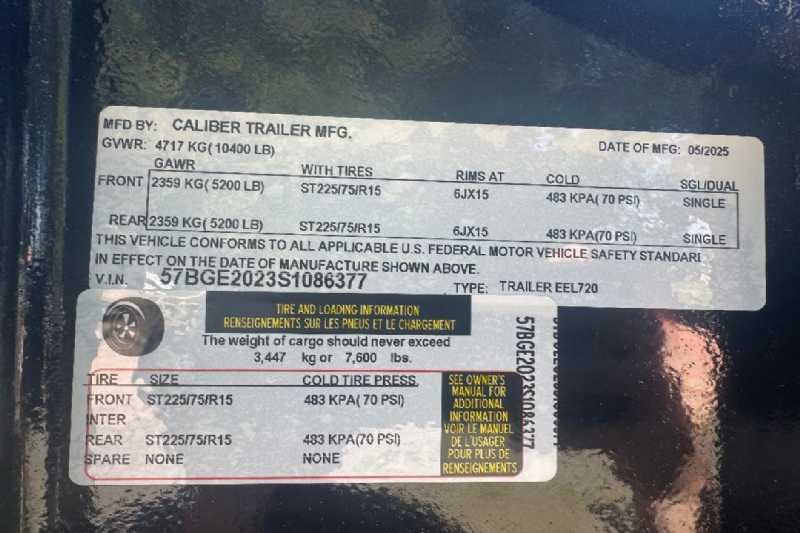 MFD BY: CALIBER TRAILER MFG.
GVWR: 4717 KG( 10400 LB) DATE OF MFG: 05/2025
GAWR WITH TIRES RIMS AT COLD SGL/DUAL
FRONT 2359 KG( 5200 LB) ST225/75/R15 6JX15 483 KPA( 70 PSI) SINGLE
REAR 2359 KG( 5200 LB) ST225/75/R15 6JX15 483 KPA(70 PSI) SINGLE
THIS VEHICLE CONFORMS TO ALL APPLICABLE U.S. FEDERAL MOTOR VEHICLE SAFETY STANDARI
IN EFFECT ON THE DATE OF MANUFACTURE SHOWN ABOVE.
V.I.N. 57BGE2023S1086377 TYPE: TRAILER EEL720
TIRE AND LOADING INFORMATION
RENSEIGNEMENTS SUR LES PNEUS ET LE CHARGEMENT
The weight of cargo should never exceed
3,447 kg or 7,600 lbs.
TIRE SIZE COLD TIRE PRESS.
FRONT ST225/75/R15 483 KPA( 70 PSI)
INTER
REAR ST225/75/R15 483 KPA(70 PSI)
SPARE NONE NONE
SEE OWNER'S
MANUAL FOR
ADDITIONAL
INFORMATION
VOIR LE MANUEL
DE L'USAGER
POUR PLUS DE
RENSEIGNEMENTS
57BGE2023S1086377